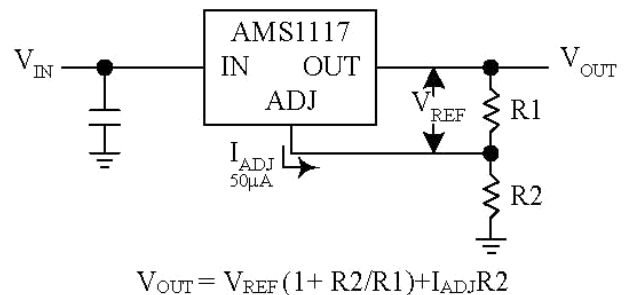 AMS1117
V_IN
IN
OUT
V_OUT
ADJ
V_REF
R1
I_ADJ
50µA
R2
V_OUT = V_REF (1+ R2/R1)+I_ADJ R2